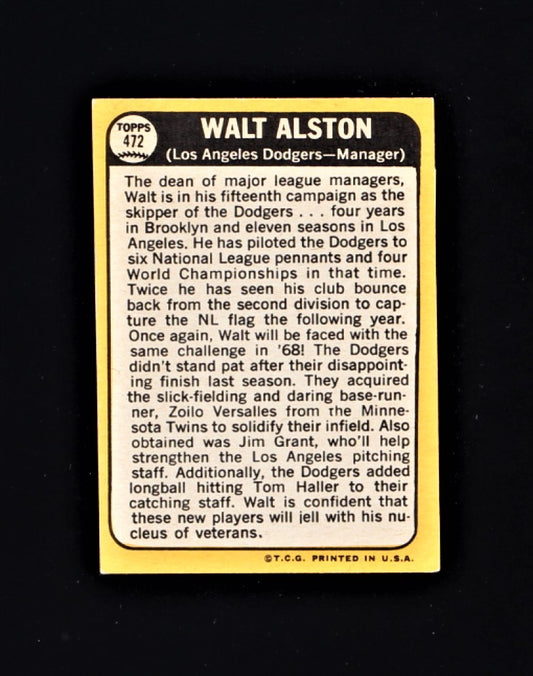 TOPPS
472
WALT ALSTON
(Los Angeles Dodgers—Manager)
The dean of major league managers,
Walt is in his fifteenth campaign as the
skipper of the Dodgers . . . four years
in Brooklyn and eleven seasons in Los
Angeles. He has piloted the Dodgers to
six National League pennants and four
World Championships in that time.
Twice he has seen his club bounce
back from the second division to cap-
ture the NL flag the following year.
Once again, Walt will be faced with the
same challenge in '68! The Dodgers
didn't stand pat after their disappoint-
ing finish last season. They acquired
the slick-fielding and daring base-run-
ner, Zoilo Versalles from the Minne-
sota Twins to solidify their infield. Also
obtained was Jim Grant, who'll help
strengthen the Los Angeles pitching
staff. Additionally, the Dodgers added
longball hitting Tom Haller to their
catching staff. Walt is confident that
these new players will jell with his nu-
cleus of veterans.
©T.C.G. PRINTED IN U.S.A.